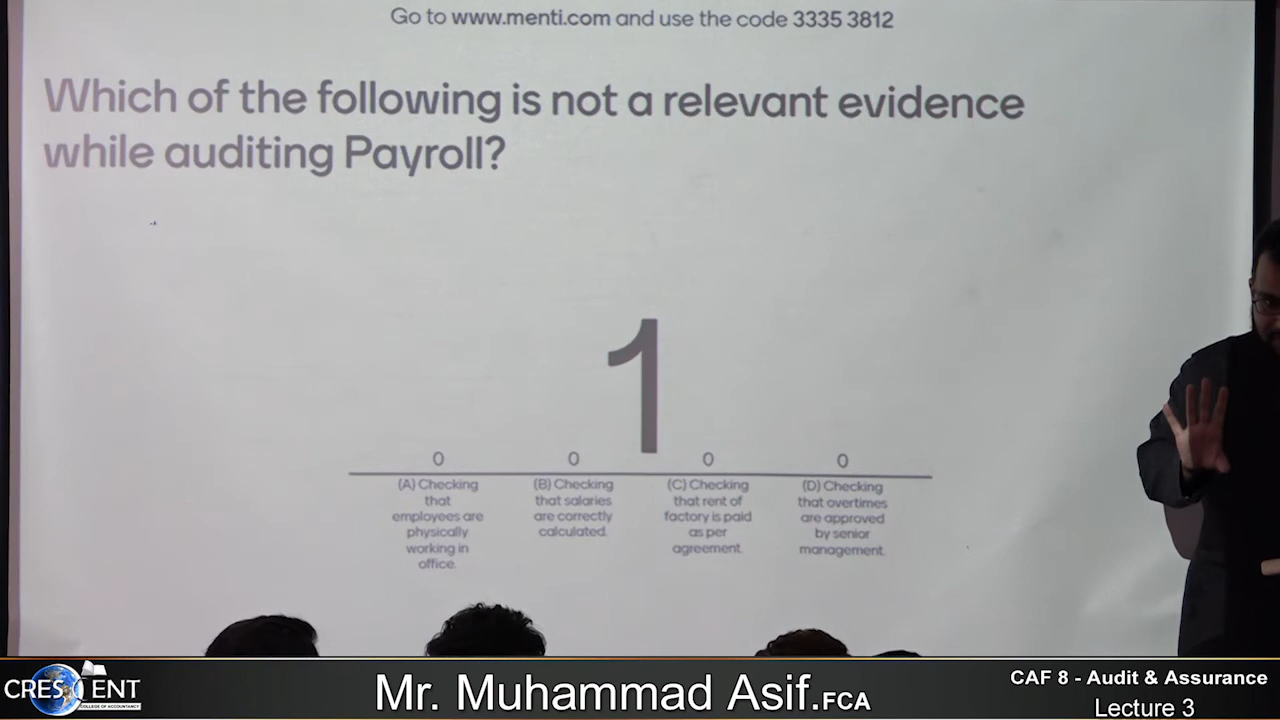 Go to www.menti.com and use the code 3335 3812
Which of the following is not a relevant evidence
while auditing Payroll?
1
0 0 0 0
(A) Checking
that
employees are
physically
working in
office.
(B) Checking
that salaries
are correctly
calculated.
(C) Checking
that rent of
factory is paid
as per
agreement.
(D) Checking
that overtimes
are approved
by senior
management.
CRESCENT
COLLEGE OF ACCOUNTANCY
Mr. Muhammad Asif.FCA
CAF 8 - Audit & Assurance
Lecture 3